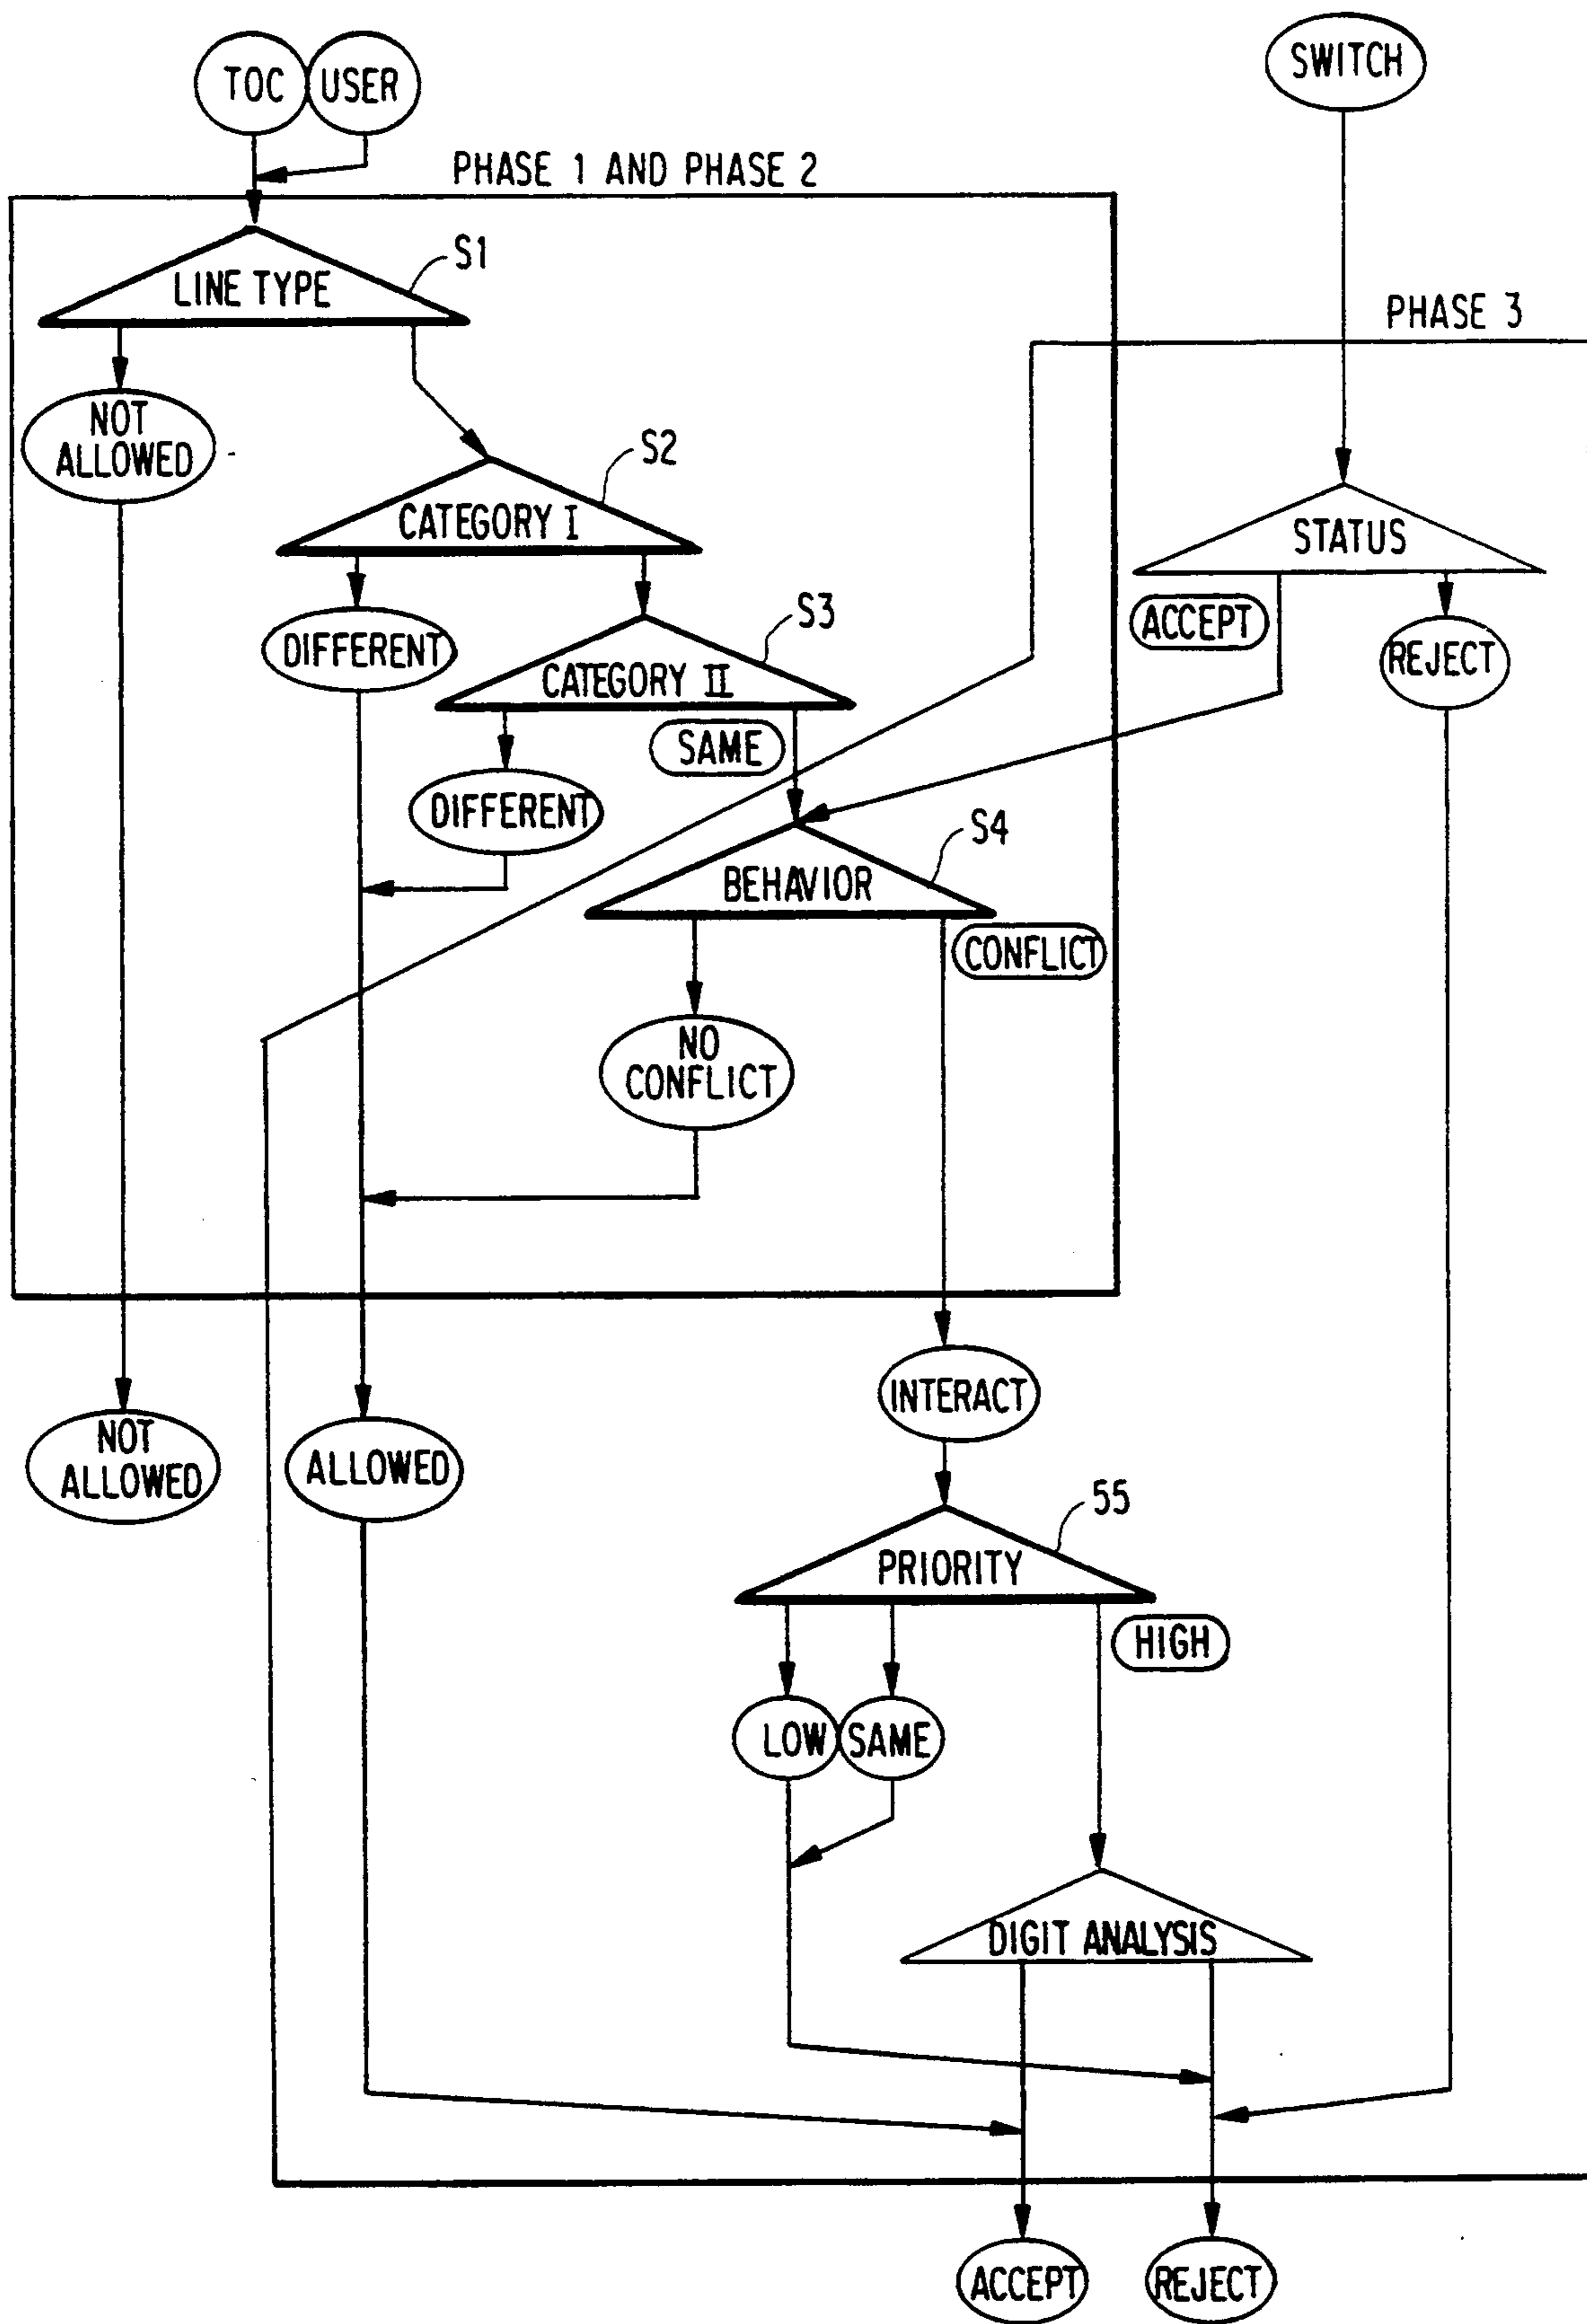 TOC
USER
SWITCH
PHASE 1 AND PHASE 2
LINE TYPE
S1
PHASE 3
NOT
ALLOWED
S2
CATEGORY I
STATUS
DIFFERENT
S3
ACCEPT
REJECT
CATEGORY II
SAME
DIFFERENT
S4
BEHAVIOR
CONFLICT
NO
CONFLICT
INTERACT
NOT
ALLOWED
ALLOWED
55
PRIORITY
HIGH
LOW
SAME
DIGIT ANALYSIS
ACCEPT
REJECT